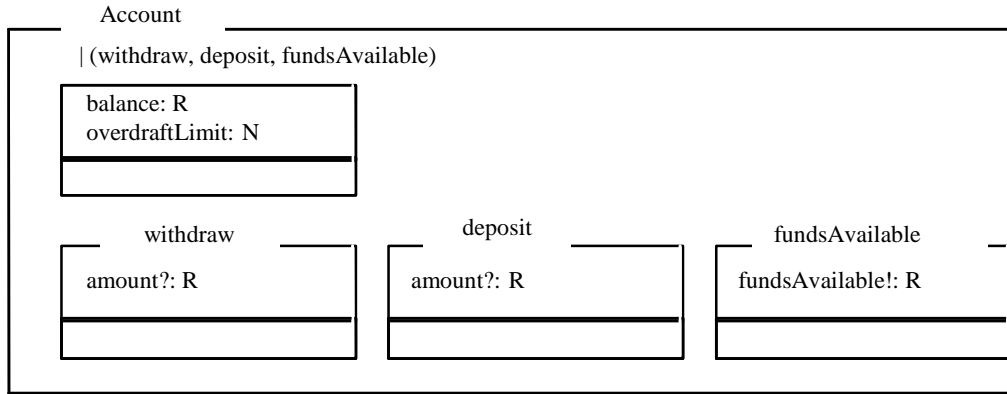 Account
| (withdraw, deposit, fundsAvailable)
balance: R
overdraftLimit: N
withdraw
amount?: R
deposit
amount?: R
fundsAvailable
fundsAvailable!: R